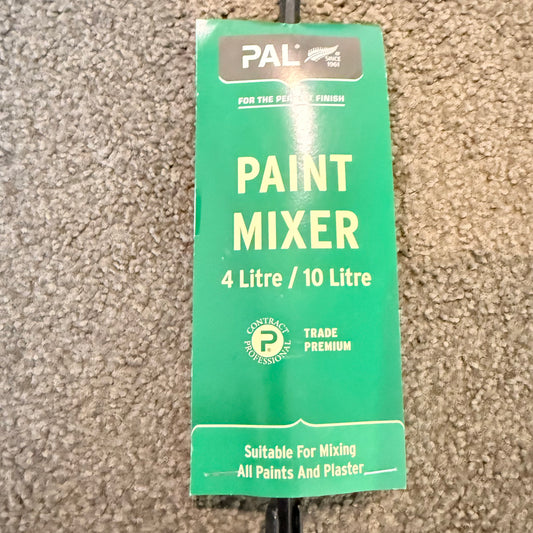 PAL®
SINCE
1961
FOR THE PERFECT FINISH
PAINT
MIXER
4 Litre / 10 Litre
CONTRACT
P
PROFESSIONAL
TRADE
PREMIUM
Suitable For Mixing
All Paints And Plaster